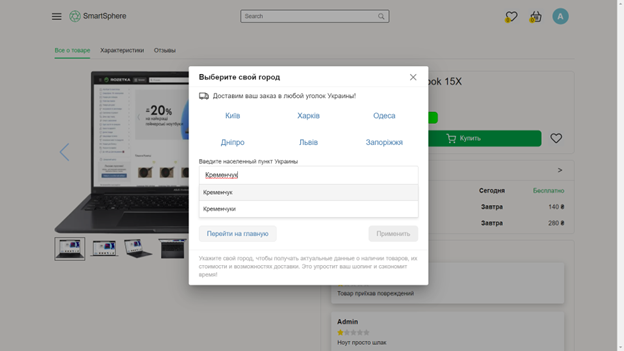 SmartSphere
Search
A
Все о товаре Характеристики Отзывы
Выберите свой город
Доставим ваш заказ в любой уголок Украины!
Київ Харків Одеса
Дніпро Львів Запоріжжя
Введите населенный пункт Украины
Кременчук
Кременчук
Кременчуки
Перейти на главную Применить
Укажите свой город, чтобы получать актуальные данные о наличии товаров, их
стоимости и возможностях доставки. Это упростит ваш шопинг и сэкономит
время!
ook 15X
Купить
>
Сегодня Бесплатно
Завтра 140 ₴
Завтра 280 ₴
ROZETKA
-20%
Товар приїхав повреждений
Admin
Ноут просто шпак